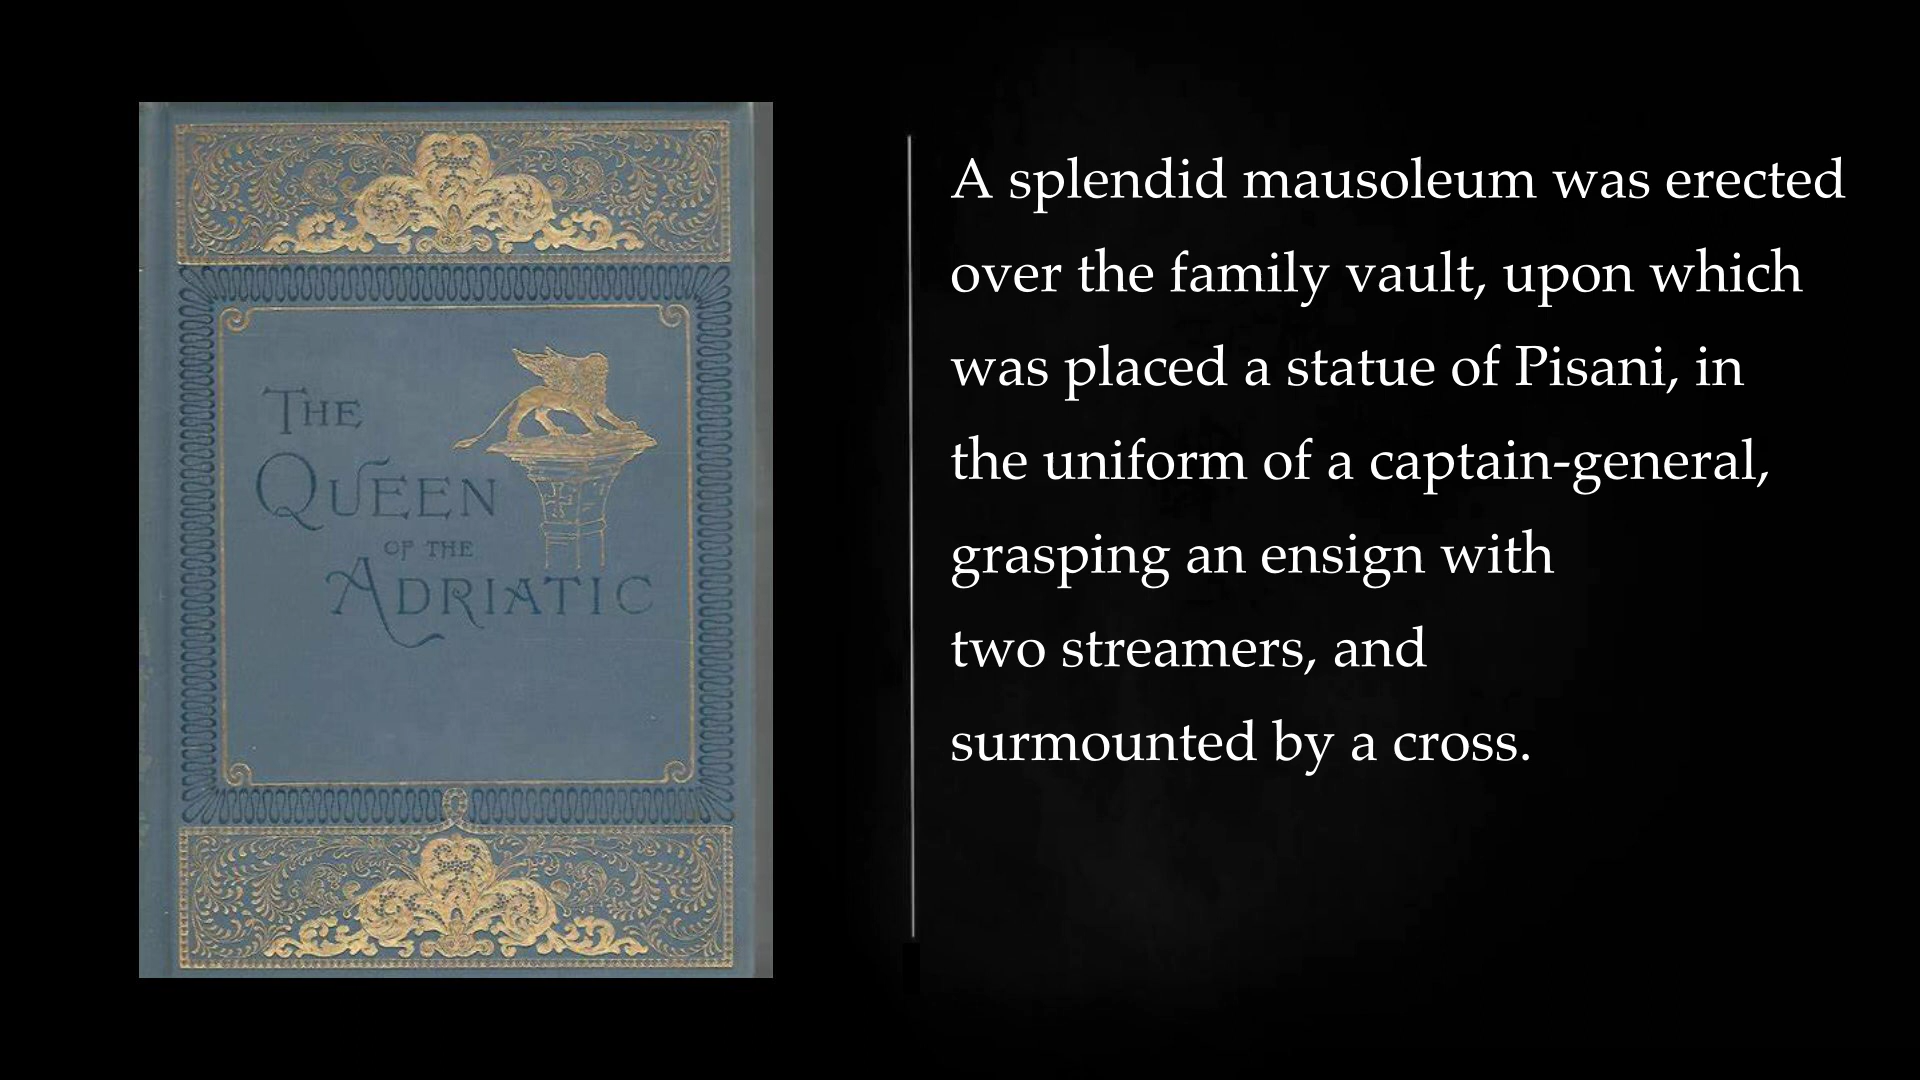 THE
QUEEN
OF THE
ADRIATIC
A splendid mausoleum was erected
over the family vault, upon which
was placed a statue of Pisani, in
the uniform of a captain-general,
grasping an ensign with
two streamers, and
surmounted by a cross.